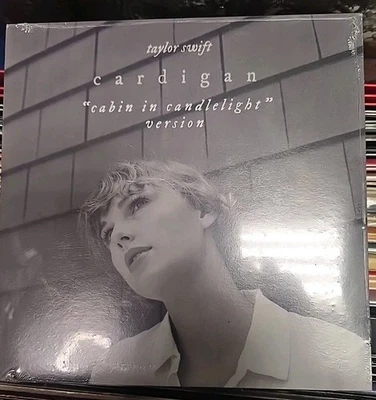 taylor swift
cardigan
"cabin in candlelight"
version